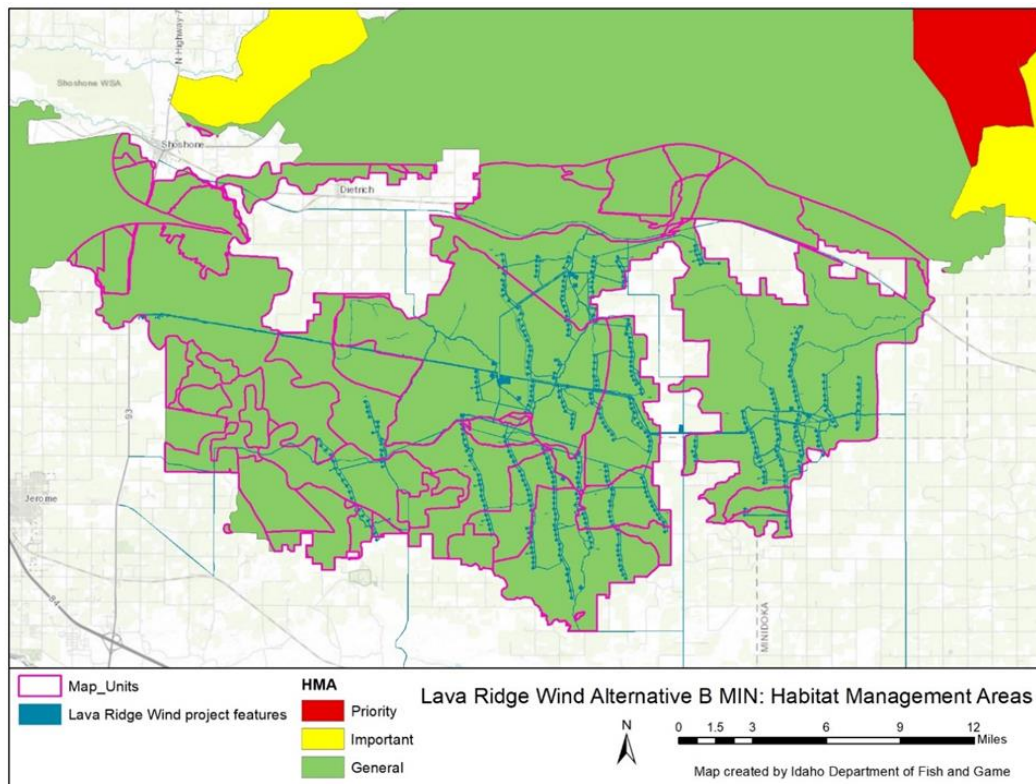 N Highway
Shoshone WSA
Shoshone
Dietrich
93
Jerome
84
MINIDOKA
Map_Units
Lava Ridge Wind project features
HMA
Priority
Important
General
Lava Ridge Wind Alternative B MIN: Habitat Management Areas
N
0 1.5 3 6 9 12
Miles
Map created by Idaho Department of Fish and Game